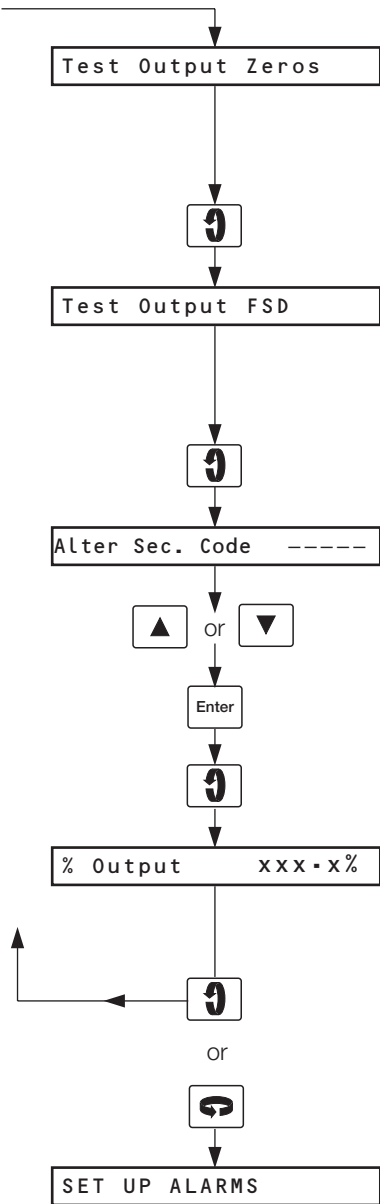 Test Output Zeros
Test Output FSD
Alter Sec. Code -----
or
Enter
% Output xxx.x%
or
SET UP ALARMS